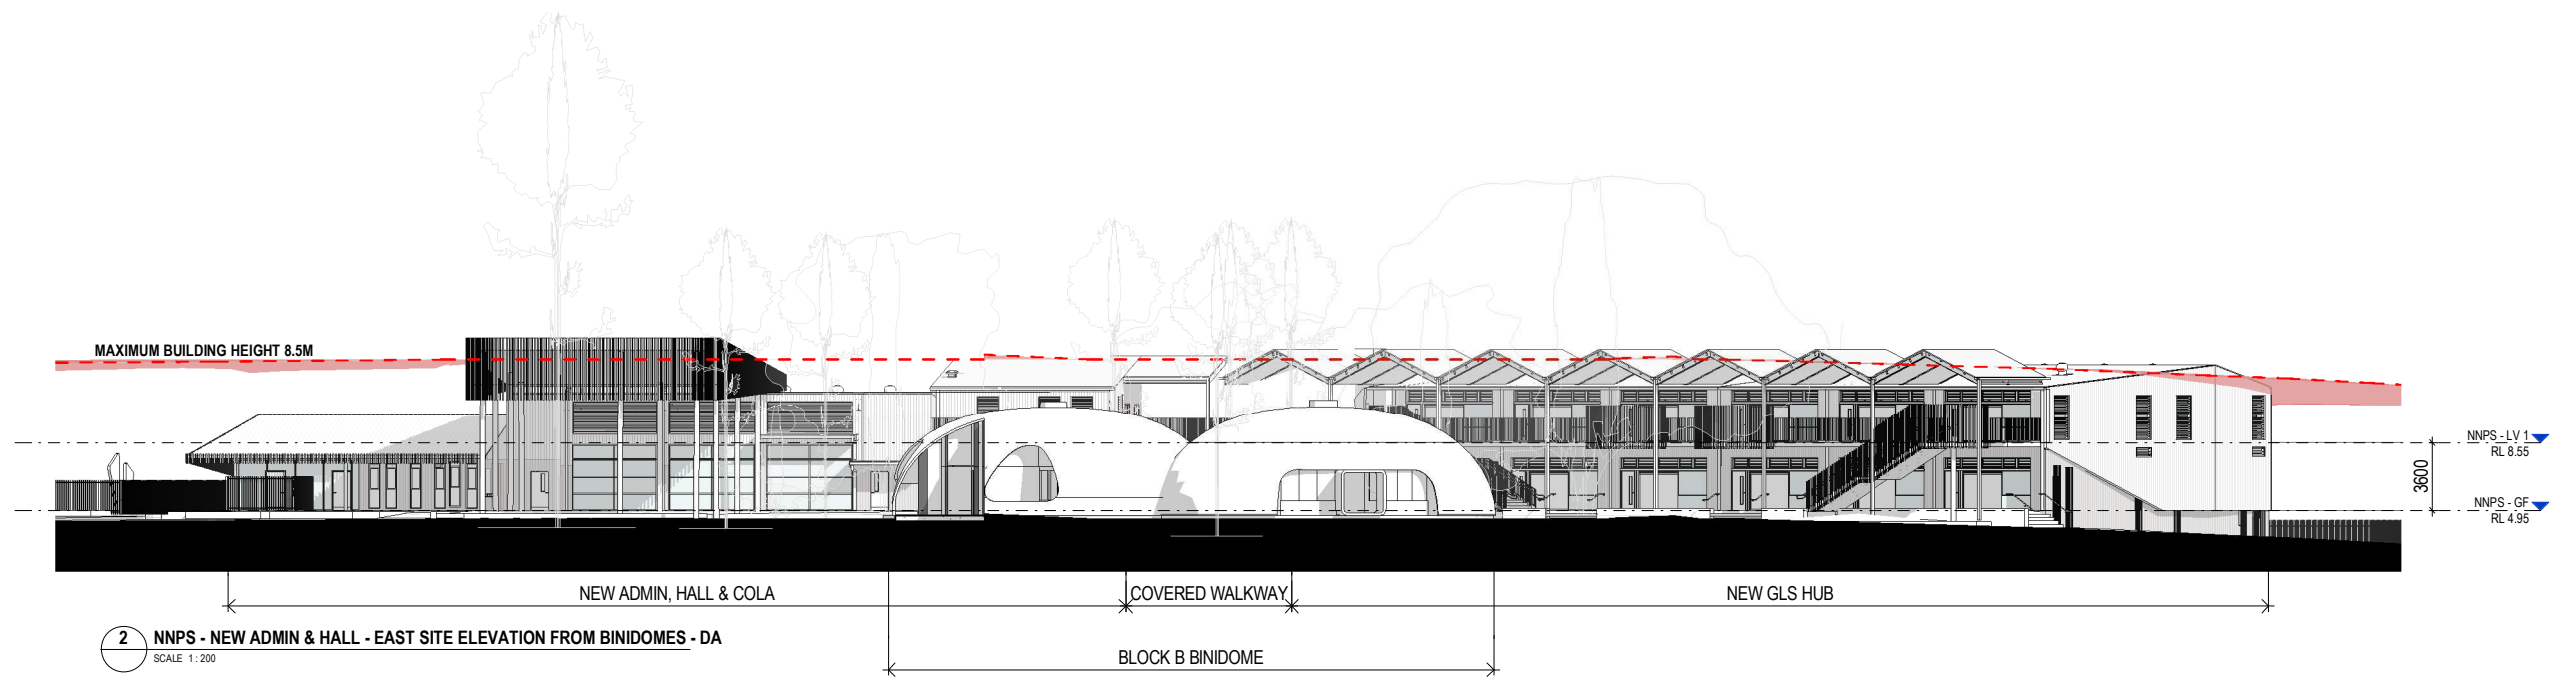 MAXIMUM BUILDING HEIGHT 8.5M
NNPS - LV 1
RL 8.55
3600
NNPS - GF
RL 4.95
NEW ADMIN, HALL & COLA
COVERED WALKWAY
NEW GLS HUB
2
NNPS - NEW ADMIN & HALL - EAST SITE ELEVATION FROM BINIDOMES - DA
SCALE 1 : 200
BLOCK B BINIDOME